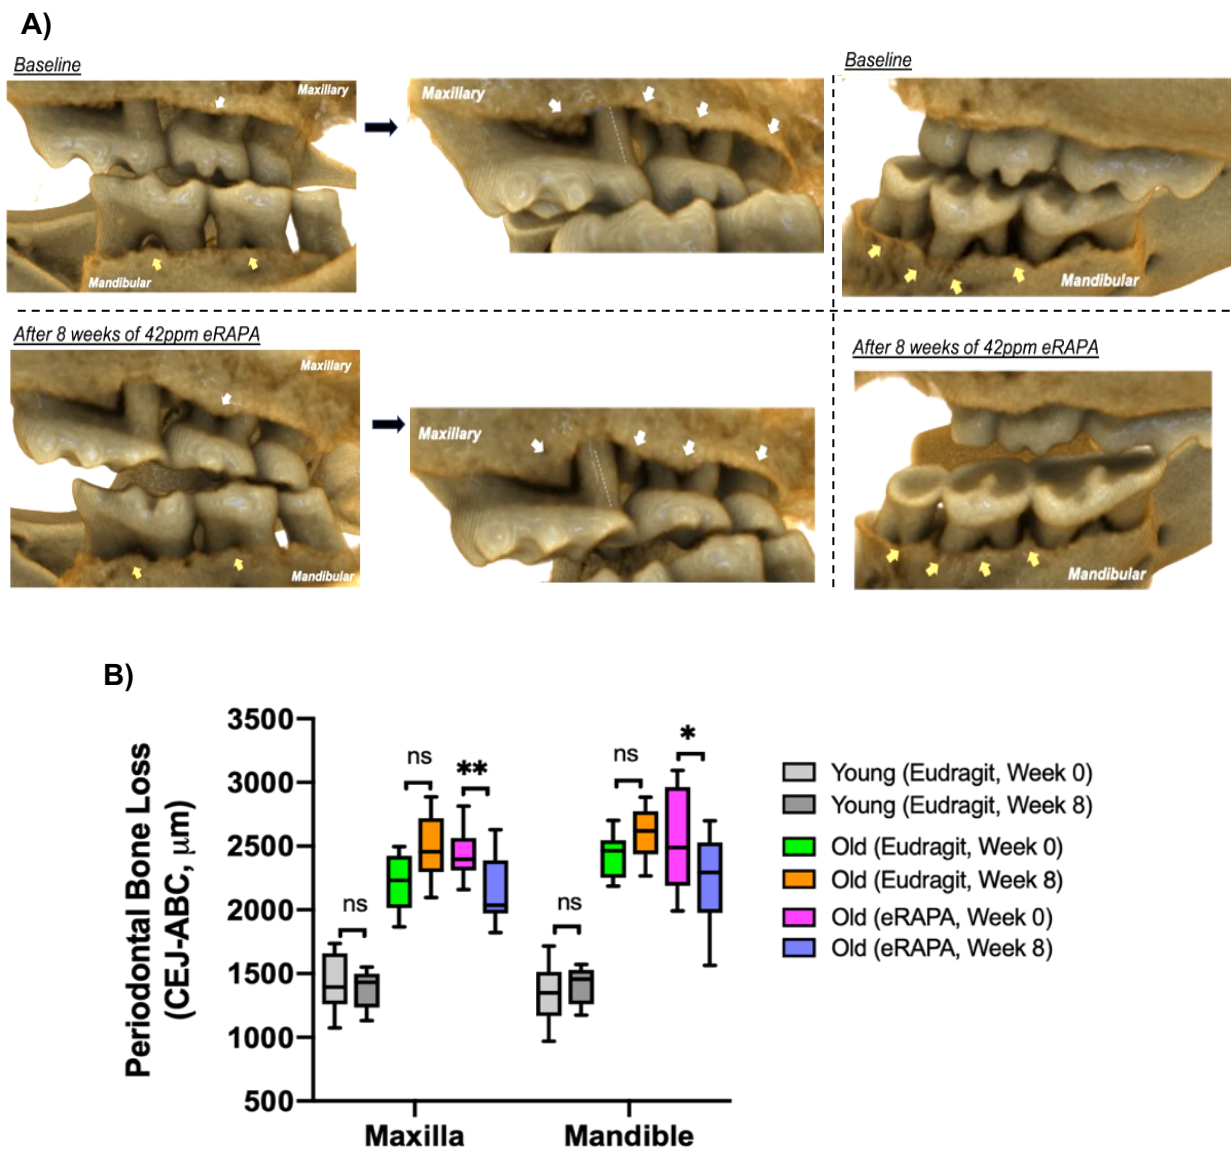 A)
Baseline
Maxillary
Mandibular
Maxillary
Baseline
Mandibular
After 8 weeks of 42ppm eRAPA
Maxillary
Mandibular
Maxillary
After 8 weeks of 42ppm eRAPA
Mandibular
B)
Periodontal Bone Loss
(CEJ-ABC, μm)
3500
3000
2500
2000
1500
1000
500
ns
ns
**
ns
ns
*
Maxilla
Mandible
Young (Eudragit, Week 0)
Young (Eudragit, Week 8)
Old (Eudragit, Week 0)
Old (Eudragit, Week 8)
Old (eRAPA, Week 0)
Old (eRAPA, Week 8)